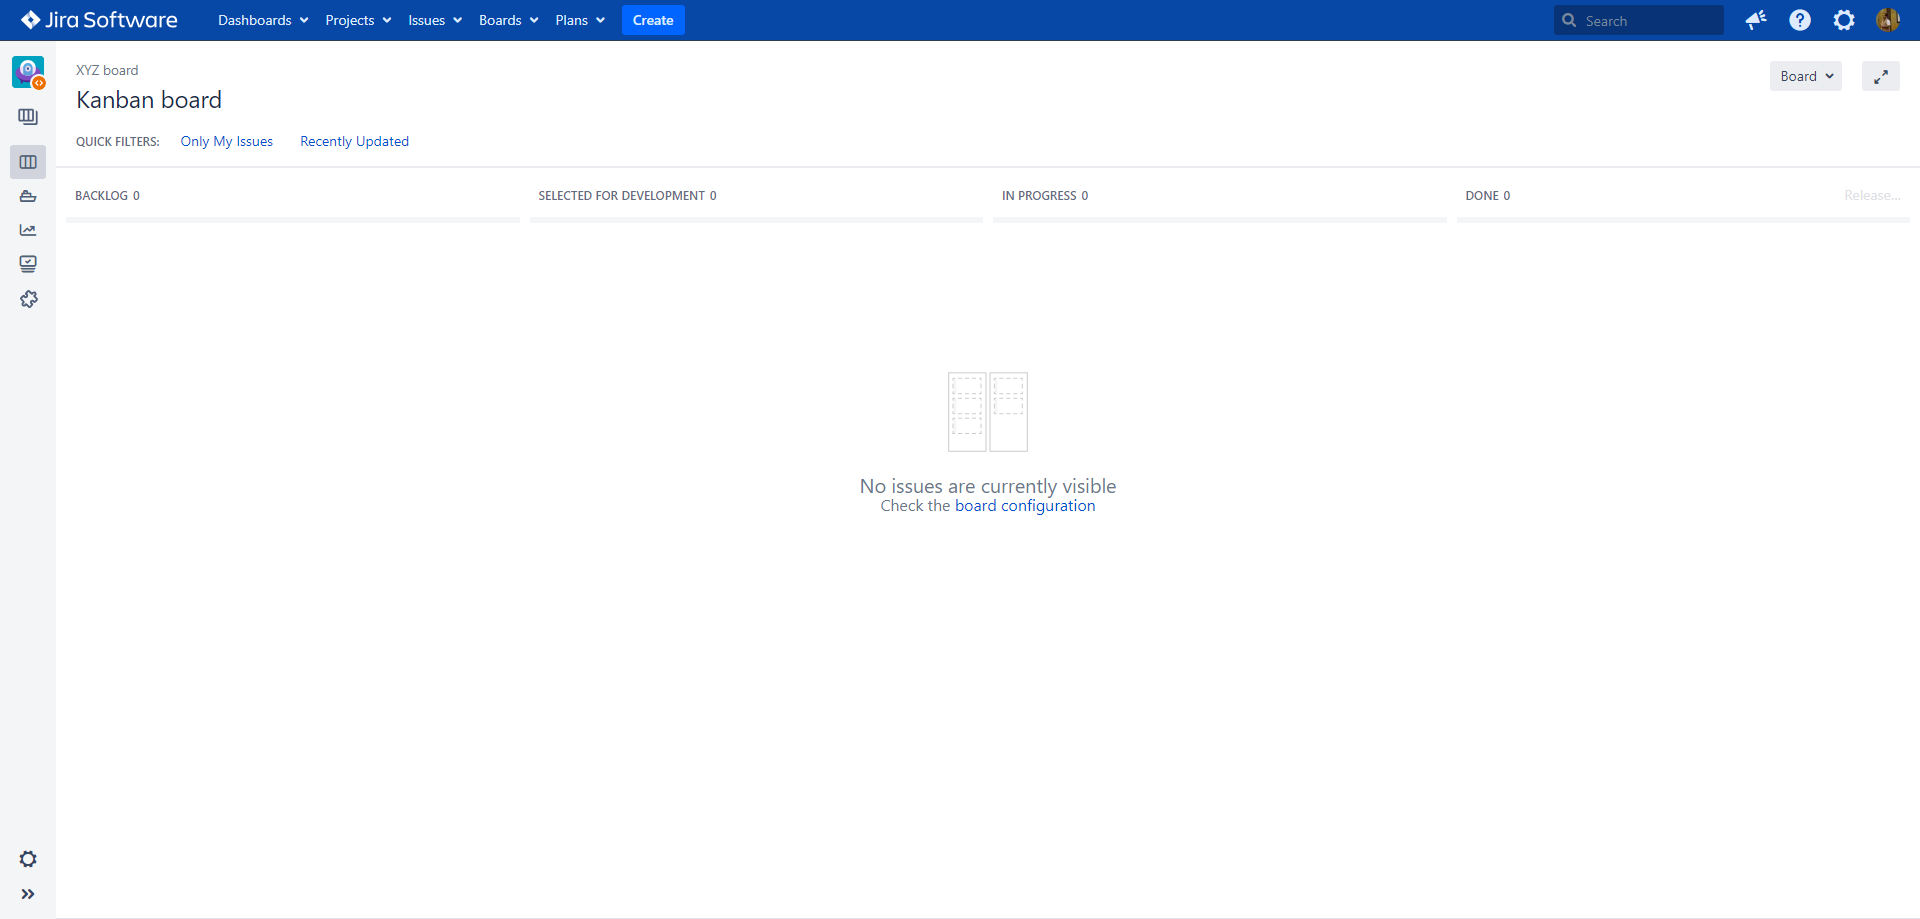 Jira Software Dashboards Projects Issues Boards Plans Create Search
XYZ board
Kanban board
Board
QUICK FILTERS: Only My Issues Recently Updated
BACKLOG 0 SELECTED FOR DEVELOPMENT 0 IN PROGRESS 0 DONE 0 Release...
No issues are currently visible
Check the board configuration